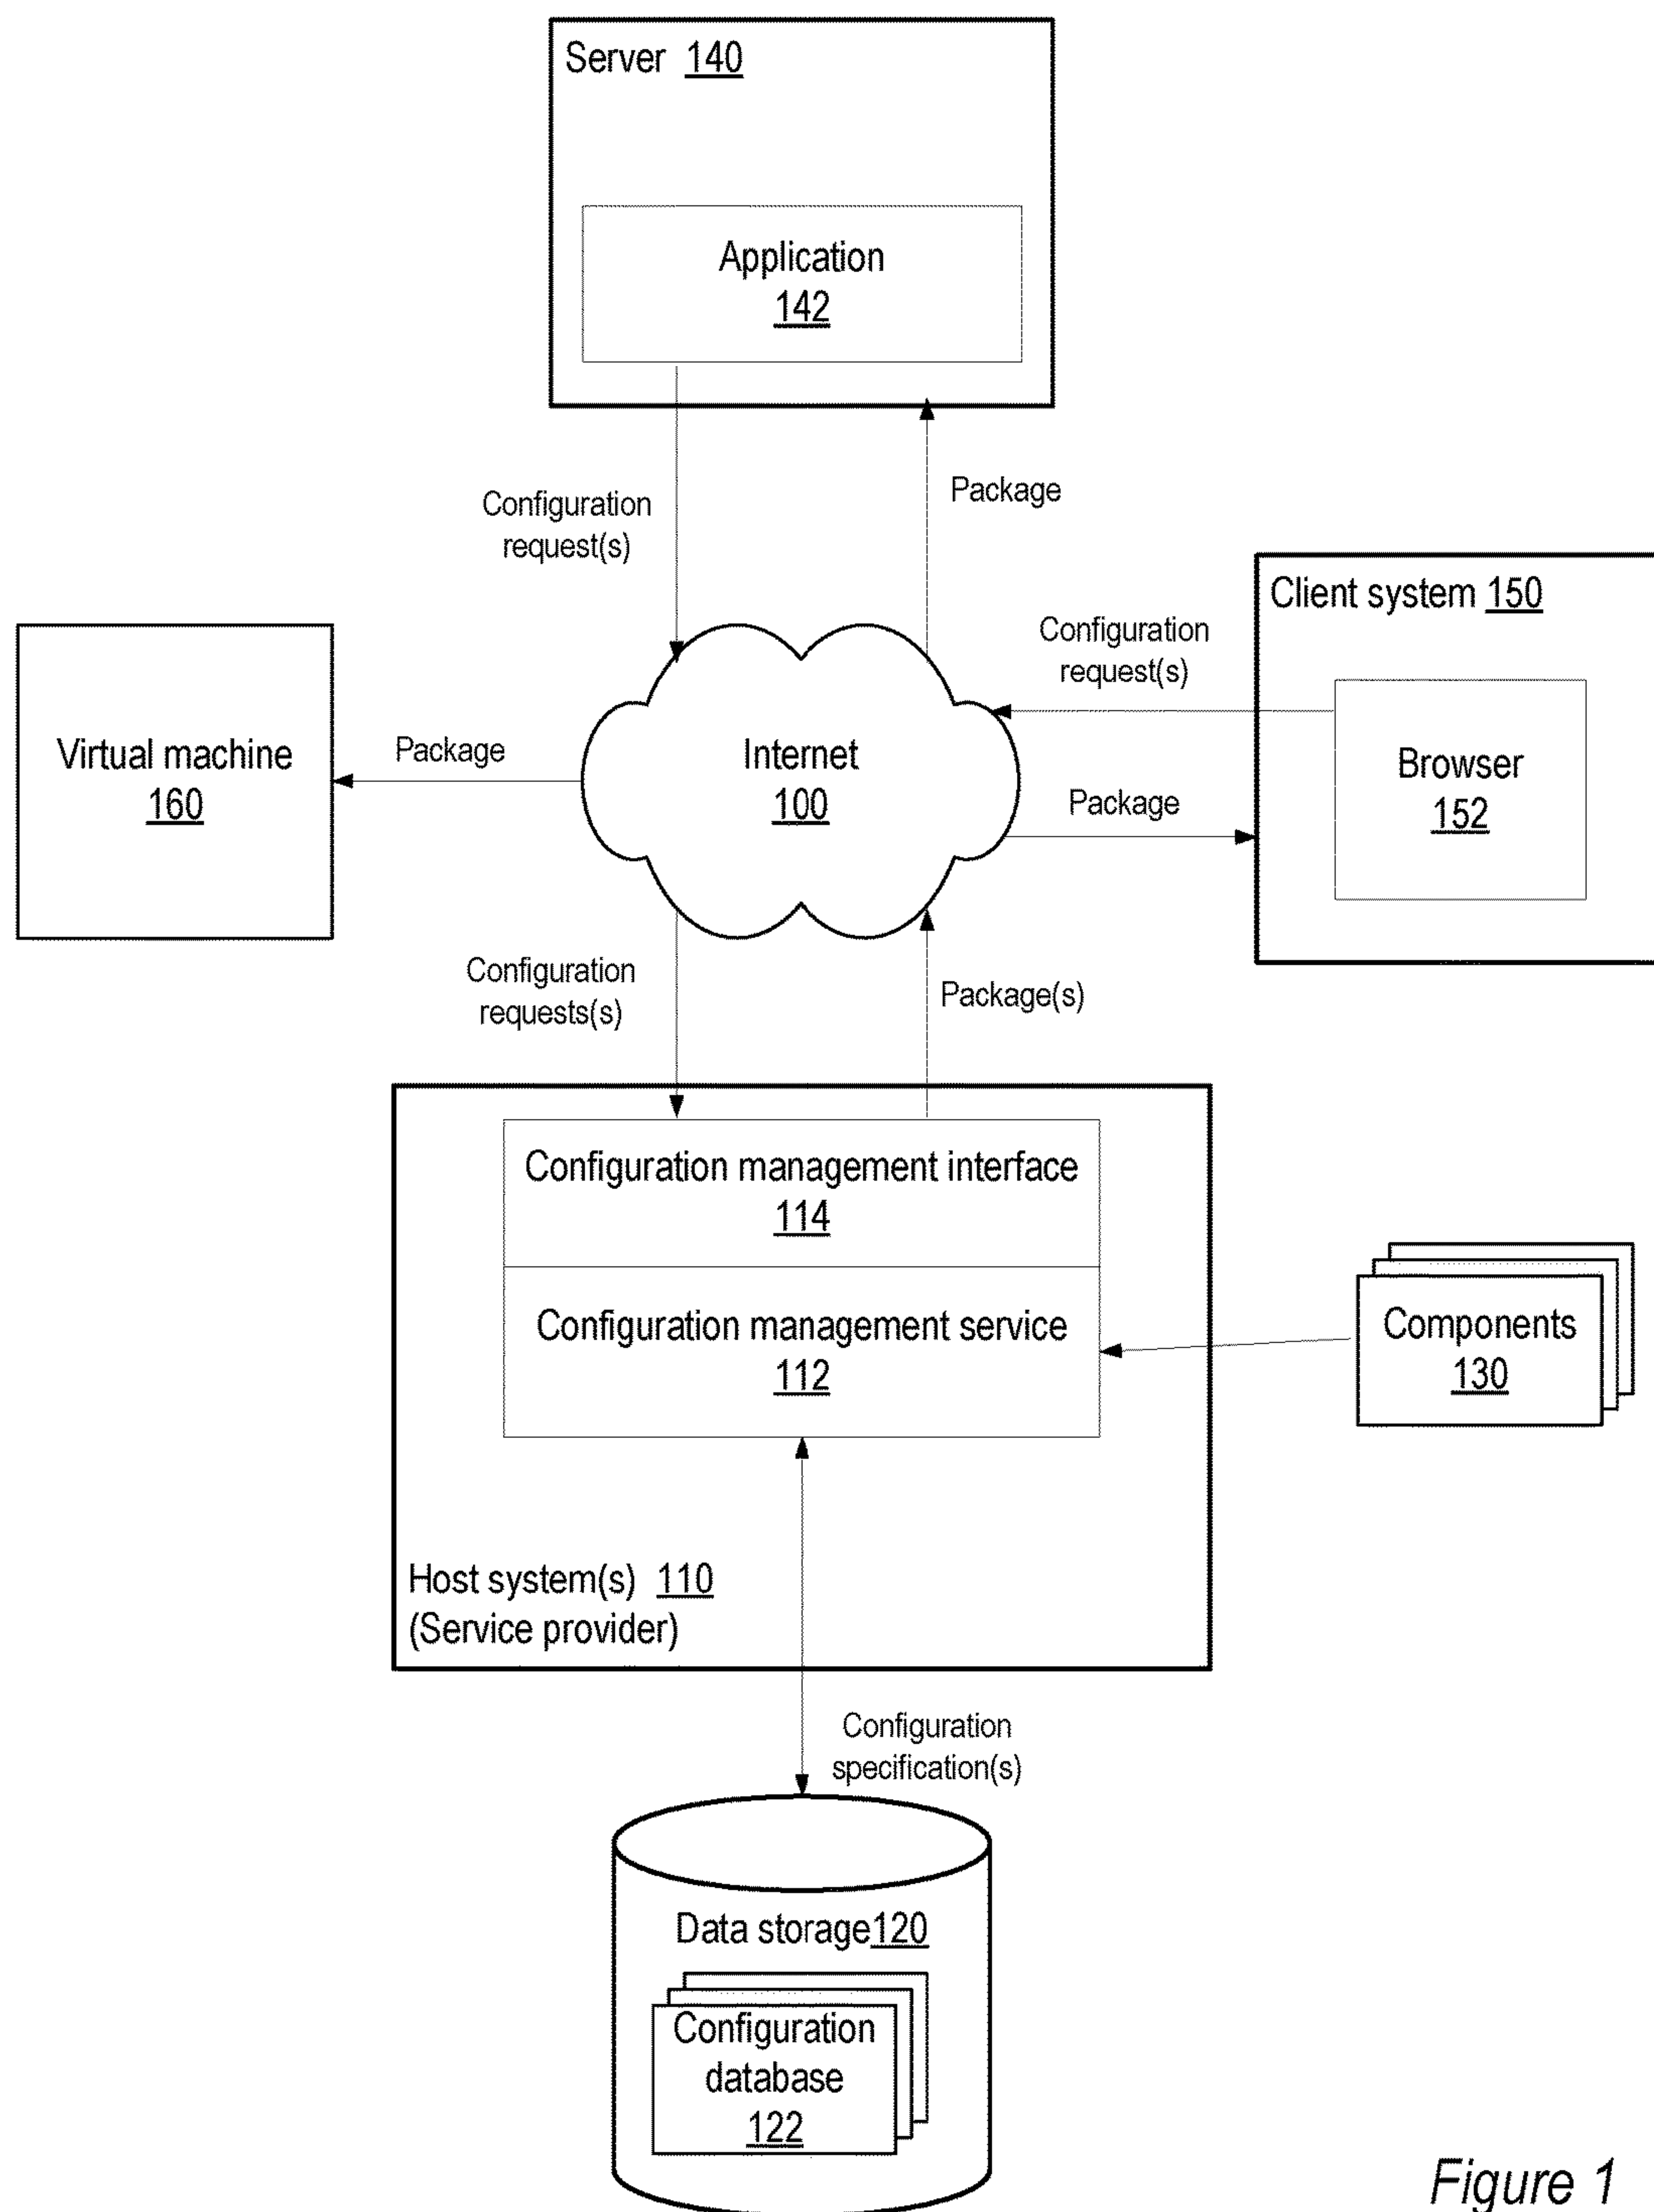 Server 140
Application
142
Configuration
request(s)
Package
Client system 150
Configuration
request(s)
Virtual machine
160
Package
Internet
100
Browser
152
Package
Configuration
requests(s)
Package(s)
Configuration management interface
114
Configuration management service
112
Components
130
Host system(s) 110
(Service provider)
Configuration
specification(s)
Data storage120
Configuration
database
122
Figure 1